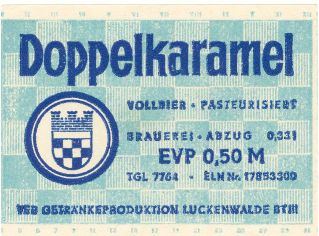 Doppelkaramel
VOLLBIER · PASTEURISIERT
BRAUEREI · ABZUG 0,33l
EVP 0,50 M
TGL 7764 · ELN Nr. 17853300
VEB GETRÄNKEPRODUKTION LUCKENWALDE BT III